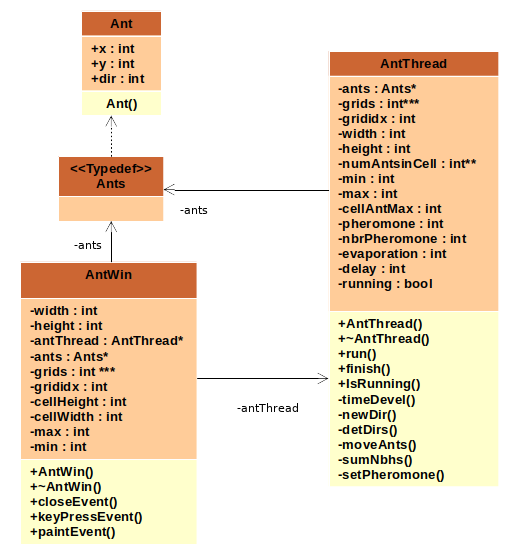 Ant
+x : int
+y : int
+dir : int
Ant()
<<Typedef>>
Ants
-ants
-ants
AntWin
-width : int
-height : int
-antThread : AntThread*
-ants : Ants*
-grids : int ***
-grididx : int
-cellHeight : int
-cellWidth : int
-max : int
-min : int
+AntWin()
+~AntWin()
+closeEvent()
+keyPressEvent()
+paintEvent()
-antThread
AntThread
-ants : Ants*
-grids : int***
-grididx : int
-width : int
-height : int
-numAntsinCell : int**
-min : int
-max : int
-cellAntMax : int
-pheromone : int
-nbrPheromone : int
-evaporation : int
-delay : int
-running : bool
+AntThread()
+~AntThread()
+run()
+finish()
+IsRunning()
-timeDevel()
-newDir()
-detDirs()
-moveAnts()
-sumNbhs()
-setPheromone()